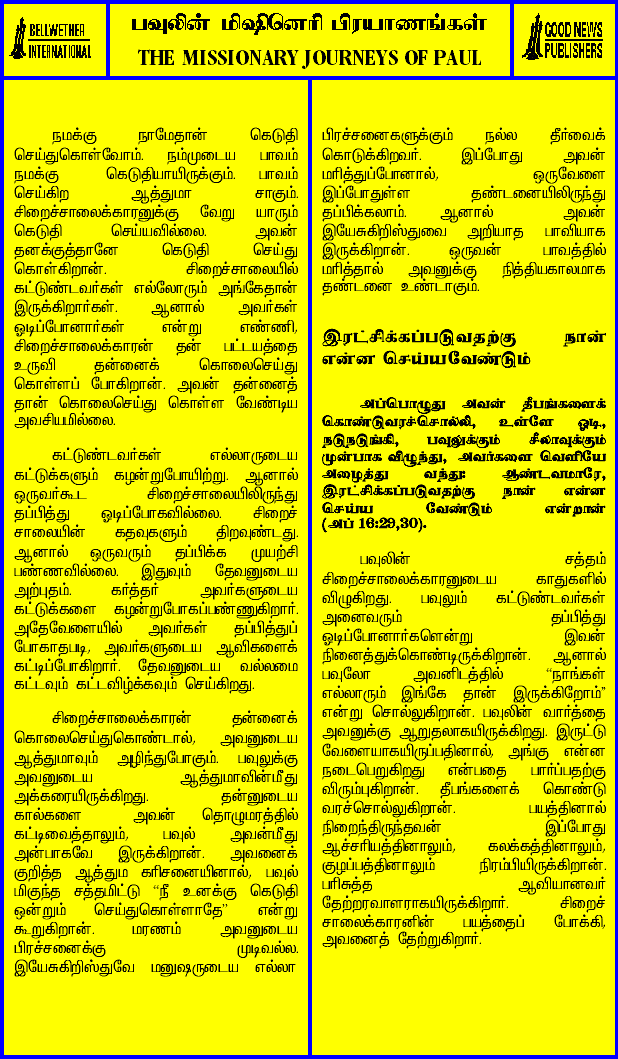 BELLWETHER
INTERNATIONAL
பவுலின் மிஷினெரி பிரயாணங்கள்
THE MISSIONARY JOURNEYS OF PAUL
GOOD NEWS
PUBLISHERS
நமக்கு நாமேதான் கெடுதி
செய்துகொள்வோம். நம்முடைய பாவம்
நமக்கு கெடுதியாயிருக்கும். பாவம்
செய்கிற ஆத்துமா சாகும்.
சிறைச்சாலைக்காரனுக்கு வேறு யாரும்
கெடுதி செய்யவில்லை. அவன்
தனக்குத்தானே கெடுதி செய்து
கொள்கிறான். சிறைச்சாலையில்
கட்டுண்டவர்கள் எல்லோரும் அங்கேதான்
இருக்கிறார்கள். ஆனால் அவர்கள்
ஓடிப்போனார்கள் என்று எண்ணி,
சிறைச்சாலைக்காரன் தன் பட்டயத்தை
உருவி தன்னைக் கொலைசெய்து
கொள்ளப் போகிறான். அவன் தன்னைத்
தான் கொலைசெய்து கொள்ள வேண்டிய
அவசியமில்லை.
கட்டுண்டவர்கள் எல்லாருடைய
கட்டுக்களும் கழன்றுபோயிற்று. ஆனால்
ஒருவர்கூட சிறைச்சாலையிலிருந்து
தப்பித்து ஓடிப்போகவில்லை. சிறைச்
சாலையின் கதவுகளும் திறவுண்டது.
ஆனால் ஒருவரும் தப்பிக்க முயற்சி
பண்ணவில்லை. இதுவும் தேவனுடைய
அற்புதம். கர்த்தர் அவர்களுடைய
கட்டுக்களை கழன்றுபோகப்பண்ணுகிறார்.
அதேவேளையில் அவர்கள் தப்பித்துப்
போகாதபடி, அவர்களுடைய ஆவிகளைக்
கட்டிப்போகிறார். தேவனுடைய வல்லமை
கட்டவும் கட்டவிழ்க்கவும் செய்கிறது.
சிறைச்சாலைக்காரன் தன்னைக்
கொலைசெய்துகொண்டால், அவனுடைய
ஆத்துமாவும் அழிந்துபோகும். பவுலுக்கு
அவனுடைய ஆத்துமாவின்மீது
அக்கரையிருக்கிறது. தன்னுடைய
கால்களை அவன் தொழுமரத்தில்
கட்டிவைத்தாலும், பவுல் அவன்மீது
அன்பாகவே இருக்கிறான். அவனைக்
குறித்த ஆத்தும கரிசனையினால், பவுல்
மிகுந்த சத்தமிட்டு “நீ உனக்கு கெடுதி
ஒன்றும் செய்துகொள்ளாதே” என்று
கூறுகிறான். மரணம் அவனுடைய
பிரச்சனைக்கு முடிவல்ல.
இயேசுகிறிஸ்துவே மனுஷருடைய எல்லா
பிரச்சனைகளுக்கும் நல்ல தீர்வைக்
கொடுக்கிறவர். இப்போது அவன்
மரித்துப்போனால், ஒருவேளை
இப்போதுள்ள தண்டனையிலிருந்து
தப்பிக்கலாம். ஆனால் அவன்
இயேசுகிறிஸ்துவை அறியாத பாவியாக
இருக்கிறான். ஒருவன் பாவத்தில்
மரித்தால் அவனுக்கு நித்தியகாலமாக
தண்டனை உண்டாகும்.
இரட்சிக்கப்படுவதற்கு நான்
என்ன செய்யவேண்டும்
அப்பொழுது அவன் தீபங்களைக்
கொண்டுவரச்சொல்லி, உள்ளே ஓடி,
நடுநடுங்கி, பவுலுக்கும் சீலாவுக்கும்
முன்பாக விழுந்து, அவர்களை வெளியே
அழைத்து வந்து: ஆண்டவமாரே,
இரட்சிக்கப்படுவதற்கு நான் என்ன
செய்ய வேண்டும் என்றான்
(அப் 16:29,30).
பவுலின் சத்தம்
சிறைச்சாலைக்காரனுடைய காதுகளில்
விழுகிறது. பவுலும் கட்டுண்டவர்கள்
அனைவரும் தப்பித்து
ஓடிப்போனார்களென்று இவன்
நினைத்துக்கொண்டிருக்கிறான். ஆனால்
பவுலோ அவனிடத்தில் “நாங்கள்
எல்லாரும் இங்கே தான் இருக்கிறோம்”
என்று சொல்லுகிறான். பவுலின் வார்த்தை
அவனுக்கு ஆறுதலாகயிருக்கிறது. இருட்டு
வேளையாகயிருப்பதினால், அங்கு என்ன
நடைபெறுகிறது என்பதை பார்ப்பதற்கு
விரும்புகிறான். தீபங்களைக் கொண்டு
வரச்சொல்லுகிறான். பயத்தினால்
நிறைந்திருந்தவன் இப்போது
ஆச்சரியத்தினாலும், கலக்கத்தினாலும்,
குழப்பத்தினாலும் நிரம்பியிருக்கிறான்.
பரிசுத்த ஆவியானவர்
தேற்றரவாளராகயிருக்கிறார். சிறைச்
சாலைக்காரனின் பயத்தைப் போக்கி,
அவனைத் தேற்றுகிறார்.